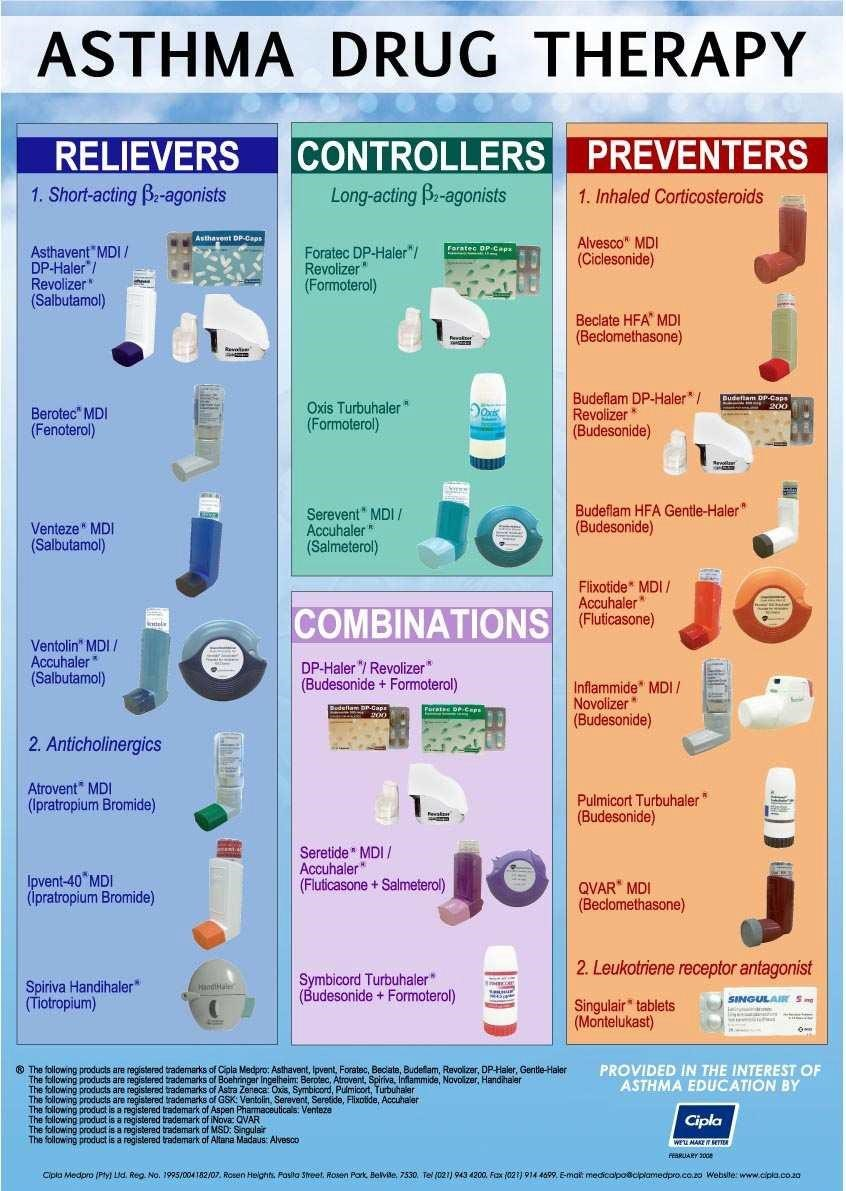 ASTHMA DRUG THERAPY
RELIEVERS
1. Short-acting β₂-agonists
Asthavent® MDI /
DP-Haler® /
Revolizer®
(Salbutamol)
Asthavent DP-Caps
Revolizer®
Berotec® MDI
(Fenoterol)
Venteze® MDI
(Salbutamol)
Ventolin® MDI /
Accuhaler®
(Salbutamol)
Ventolin
2. Anticholinergics
Atrovent® MDI
(Ipratropium Bromide)
Ipvent-40® MDI
(Ipratropium Bromide)
Spiriva Handihaler®
(Tiotropium)
HandiHaler
CONTROLLERS
Long-acting β₂-agonists
Foratec DP-Haler® /
Revolizer®
(Formoterol)
Foratec DP-Caps
Revolizer®
Oxis Turbuhaler®
(Formoterol)
Oxis
Serevent® MDI /
Accuhaler®
(Salmeterol)
Serevent
COMBINATIONS
DP-Haler® / Revolizer®
(Budesonide + Formoterol)
Budeflam DP-Caps
200
Foratec DP-Caps
Revolizer®
Seretide® MDI /
Accuhaler®
(Fluticasone + Salmeterol)
Symbicord Turbuhaler®
(Budesonide + Formoterol)
PREVENTERS
1. Inhaled Corticosteroids
Alvesco® MDI
(Ciclesonide)
Beclate HFA® MDI
(Beclomethasone)
Budeflam DP-Haler® /
Revolizer®
(Budesonide)
Budeflam DP-Caps
200
Revolizer®
Budeflam HFA Gentle-Haler®
(Budesonide)
Flixotide® MDI /
Accuhaler®
(Fluticasone)
Inflammide® MDI /
Novolizer®
(Budesonide)
Pulmicort Turbuhaler®
(Budesonide)
QVAR® MDI
(Beclomethasone)
2. Leukotriene receptor antagonist
Singulair® tablets
(Montelukast)
SINGULAIR 5 mg
® The following products are registered trademarks of Cipla Medpro: Asthavent, Ipvent, Foratec, Beclate, Budeflam, Revolizer, DP-Haler, Gentle-Haler
The following products are registered trademarks of Boehringer Ingelheim: Berotec, Atrovent, Spiriva, Inflammide, Novolizer, Handihaler
The following products are registered trademarks of Astra Zeneca: Oxis, Symbicord, Pulmicort, Turbuhaler
The following products are registered trademarks of GSK: Ventolin, Serevent, Seretide, Flixotide, Accuhaler
The following product is a registered trademark of Aspen Pharmaceuticals: Venteze
The following product is a registered trademark of iNova: QVAR
The following product is a registered trademark of MSD: Singulair
The following product is a registered trademark of Altana Madaus: Alvesco
PROVIDED IN THE INTEREST OF
ASTHMA EDUCATION BY
Cipla
WE'LL MAKE IT BETTER
FEBRUARY 2008
Cipla Medpro (Pty) Ltd. Reg. No. 1995/004182/07, Rosen Heights, Pasita Street, Rosen Park, Bellville, 7530. Tel (021) 943 4200, Fax (021) 914 4699. E-mail: medicalpa@ciplamedpro.co.za Website: www.cipla.co.za